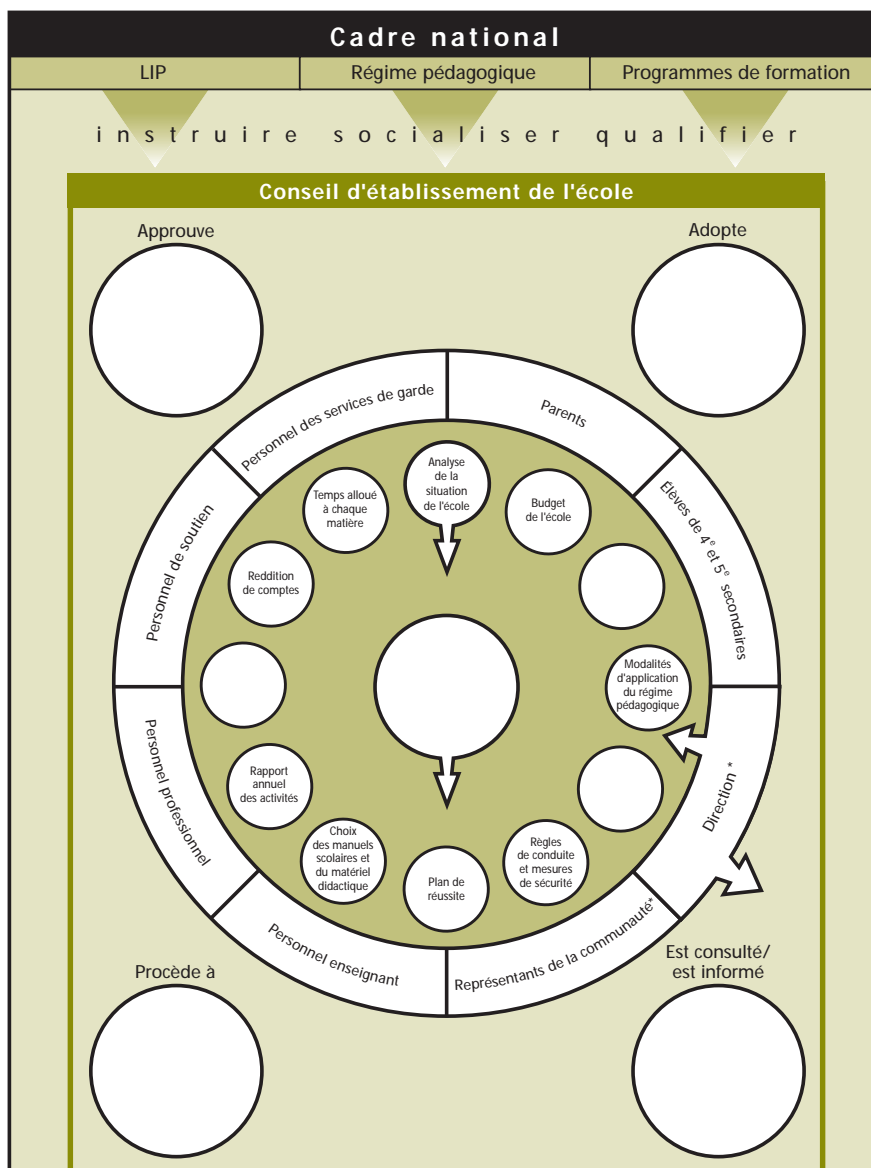 Cadre national
LIP
Régime pédagogique
Programmes de formation
instruire socialiser qualifier
Conseil d'établissement de l'école
Approuve
Adopte
Personnel des services de garde
Parents
Élèves de 4e et 5e secondaires
Direction *
Représentants de la communauté*
Personnel enseignant
Personnel professionnel
Personnel de soutien
Analyse
de la
situation
de l'école
Temps alloué
à chaque
matière
Budget
de l'école
Reddition
de comptes
Modalités
d'application
du régime
pédagogique
Rapport
annuel
des activités
Choix
des manuels
scolaires et
du matériel
didactique
Plan de
réussite
Règles
de conduite
et mesures
de sécurité
Procède à
Est consulté/
est informé